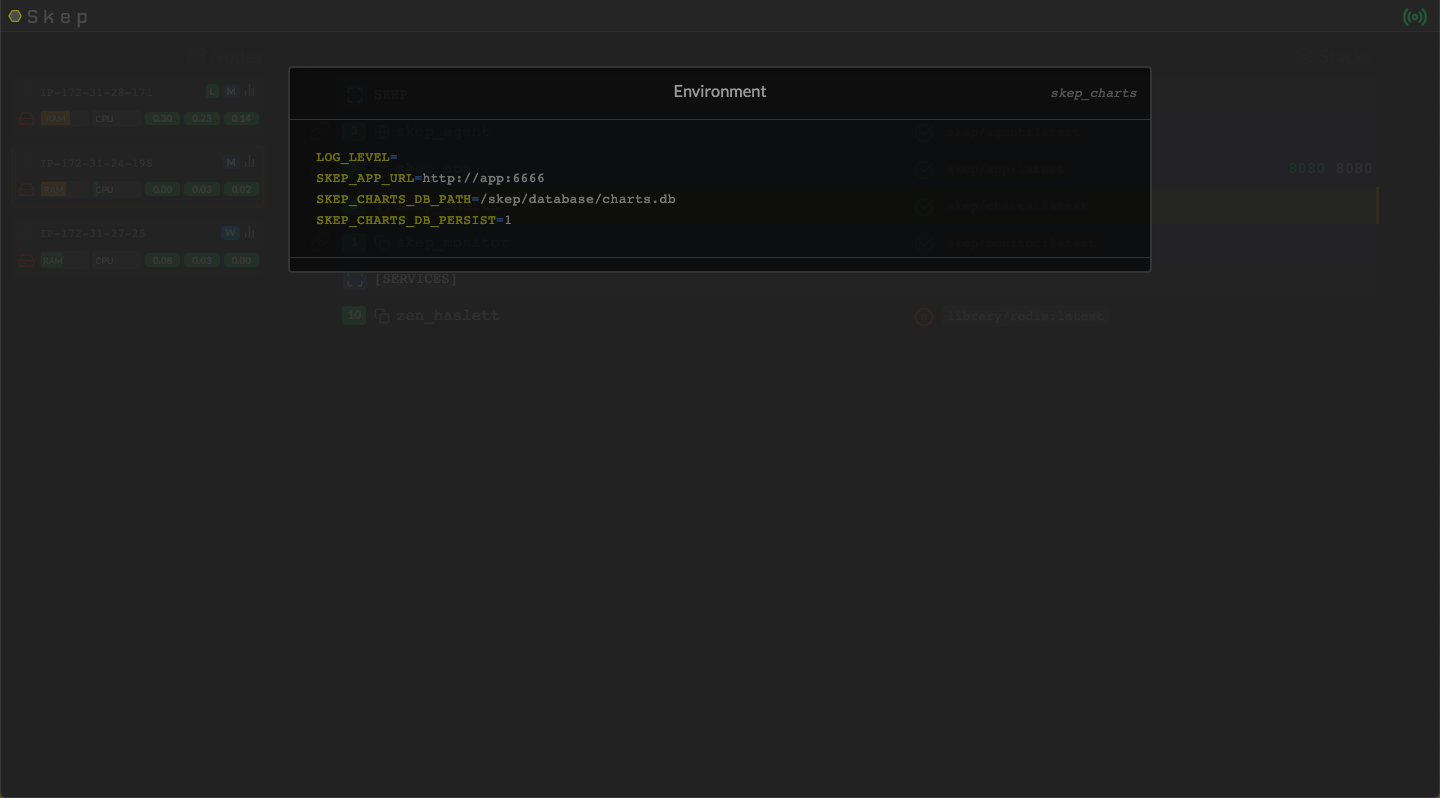 Skep
Environment
skep_charts
LOG_LEVEL=
SKEP_APP_URL=http://app:6666
SKEP_CHARTS_DB_PATH=/skep/database/charts.db
SKEP_CHARTS_DB_PERSIST=1
IP-172-31-28-171 L M
RAM CPU 0.30 0.23 0.14
IP-172-31-24-198 M
RAM CPU 0.00 0.03 0.02
IP-172-31-27-25 W
RAM CPU 0.08 0.03 0.00
SKEP
skep_agent
8080 8080
[SERVICES]
10 zen_haslett library/redis:latest